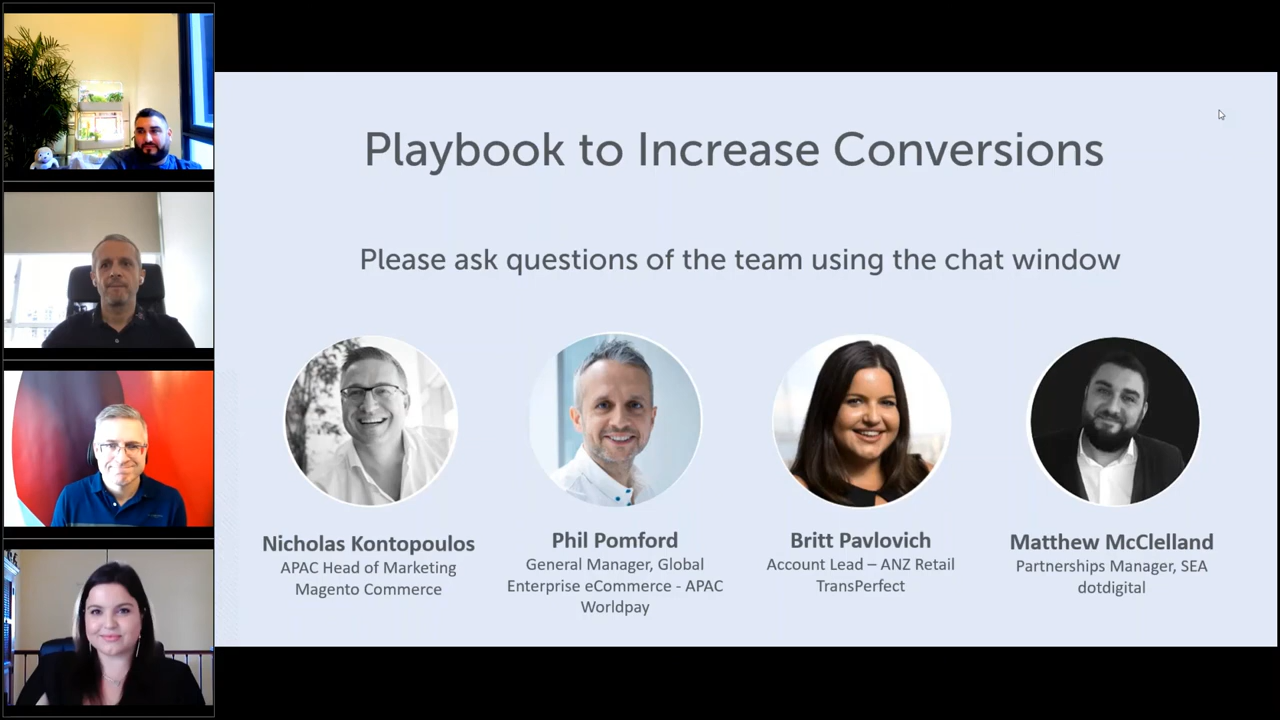 Playbook to Increase Conversions
Please ask questions of the team using the chat window
Nicholas Kontopoulos
APAC Head of Marketing
Magento Commerce
Phil Pomford
General Manager, Global
Enterprise eCommerce - APAC
Worldpay
Britt Pavlovich
Account Lead – ANZ Retail
TransPerfect
Matthew McClelland
Partnerships Manager, SEA
dotdigital